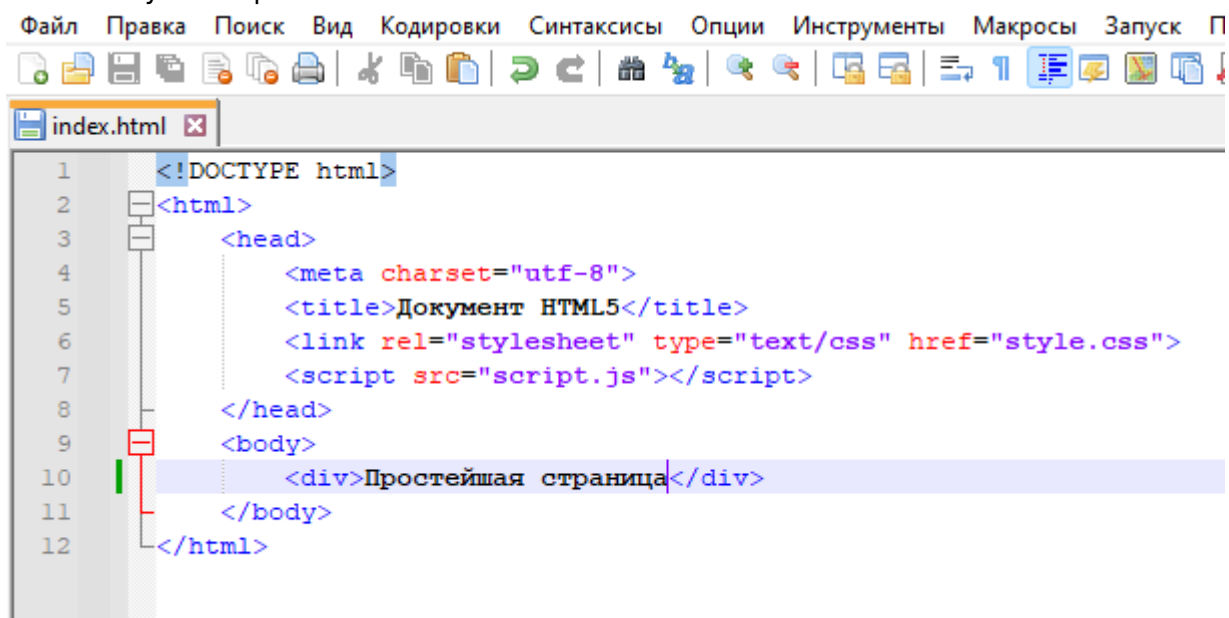 Файл Правка Поиск Вид Кодировки Синтаксисы Опции Инструменты Макросы Запуск
index.html
1 <!DOCTYPE html>
2 <html>
3 <head>
4 <meta charset="utf-8">
5 <title>Документ HTML5</title>
6 <link rel="stylesheet" type="text/css" href="style.css">
7 <script src="script.js"></script>
8 </head>
9 <body>
10 <div>Простейшая страница</div>
11 </body>
12 </html>